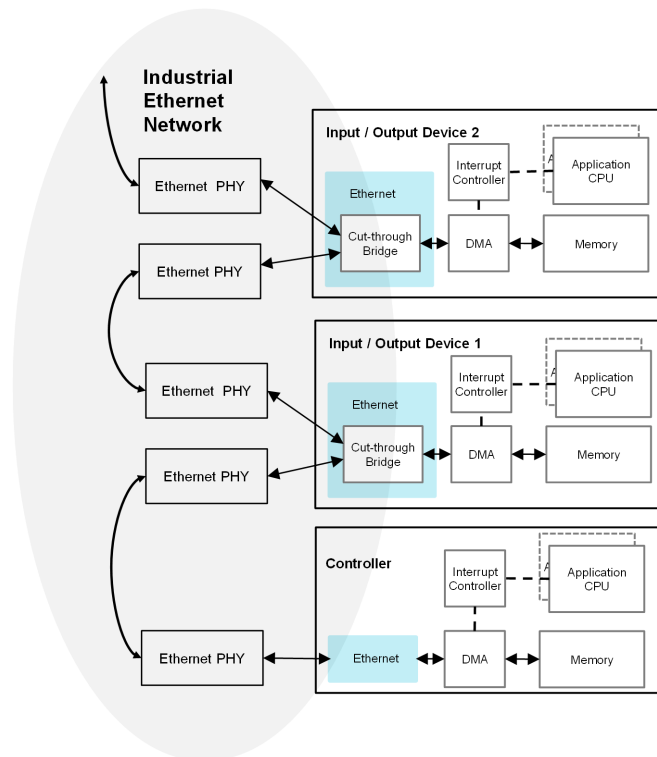 Industrial
Ethernet
Network
Input / Output Device 2
Ethernet PHY
Ethernet PHY
Ethernet
Cut-through
Bridge
Interrupt
Controller
DMA
A
Application
CPU
Memory
Input / Output Device 1
Ethernet PHY
Ethernet PHY
Ethernet
Cut-through
Bridge
Interrupt
Controller
DMA
A
Application
CPU
Memory
Controller
Ethernet PHY
Ethernet
Interrupt
Controller
DMA
A
Application
CPU
Memory